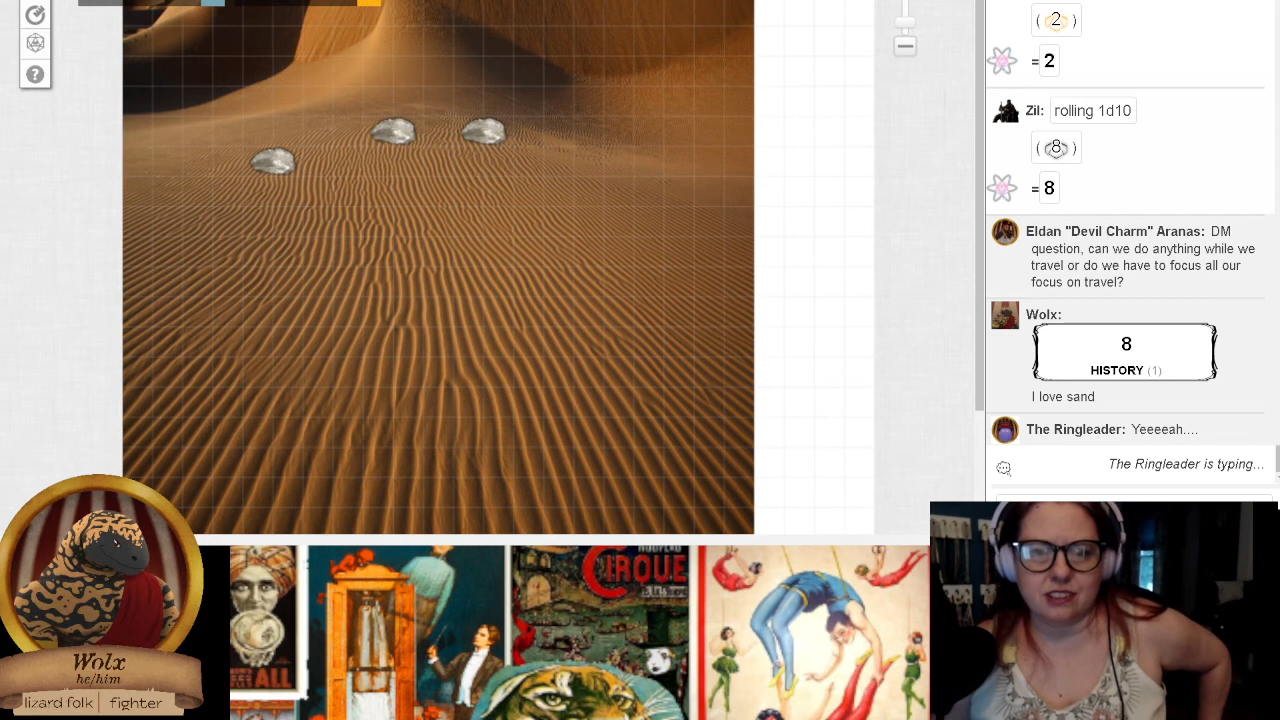 ( 2 )
=2
Zil: rolling 1d10
( 8 )
=8
Eldan "Devil Charm" Aranas: DM
question, can we do anything while we
travel or do we have to focus all our
focus on travel?
Wolx:
8
HISTORY (1)
I love sand
The Ringleader: Yeeeeah....
The Ringleader is typing...
?
Wolx
he/him
lizard folk | fighter
ALL
CIRQUE